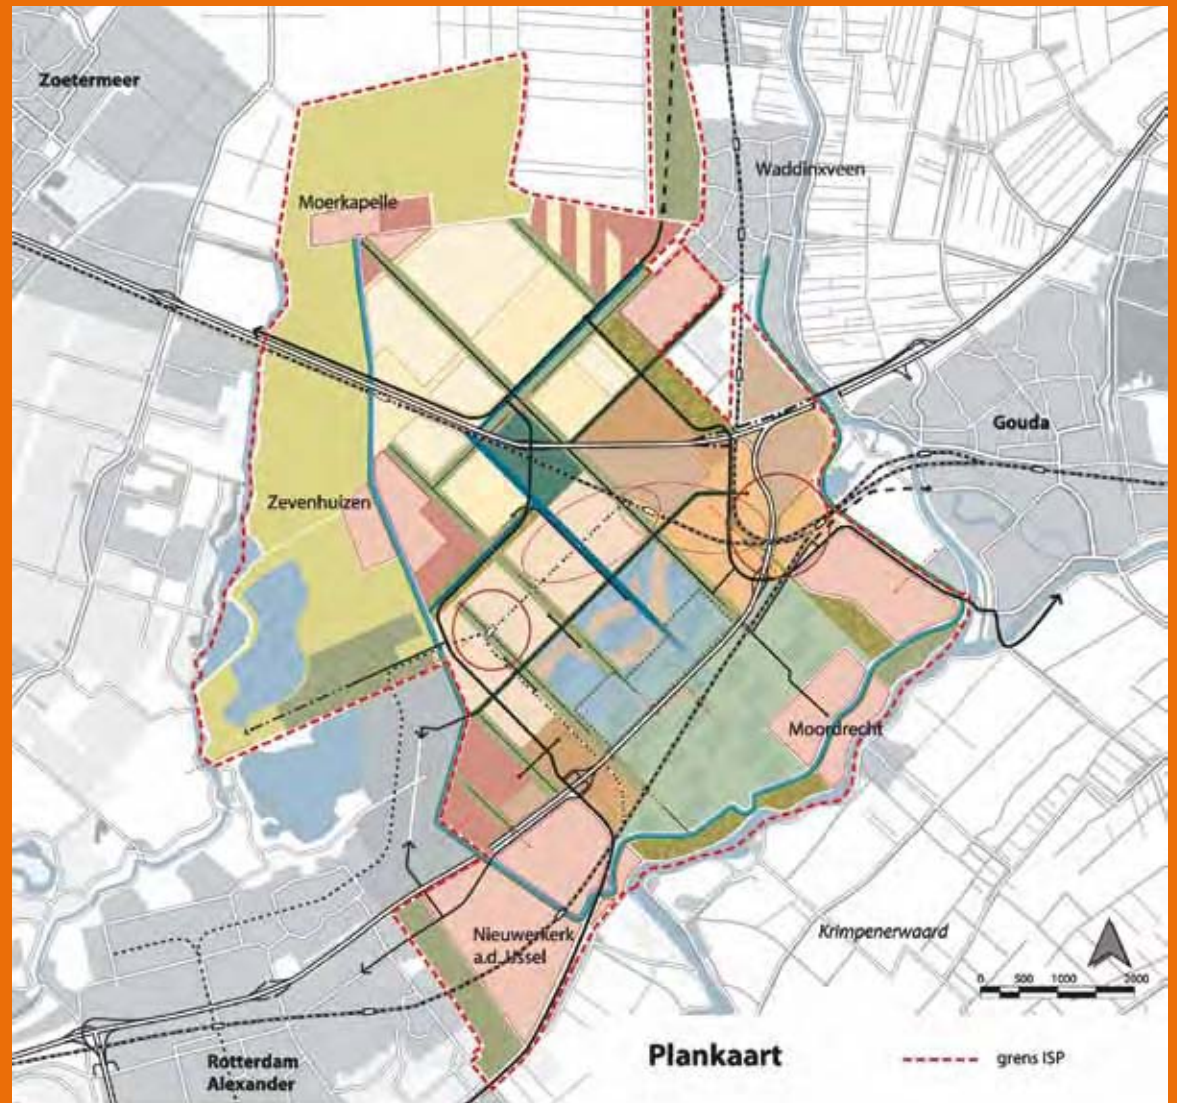 Zoetermeer
Waddinxveen
Moerkapelle
Gouda
Zevenhuizen
Moordrecht
Nieuwerkerk
a.d. IJssel
Krimpenerwaard
0 500 1000 2000
Rotterdam
Alexander
Plankaart
grens ISP